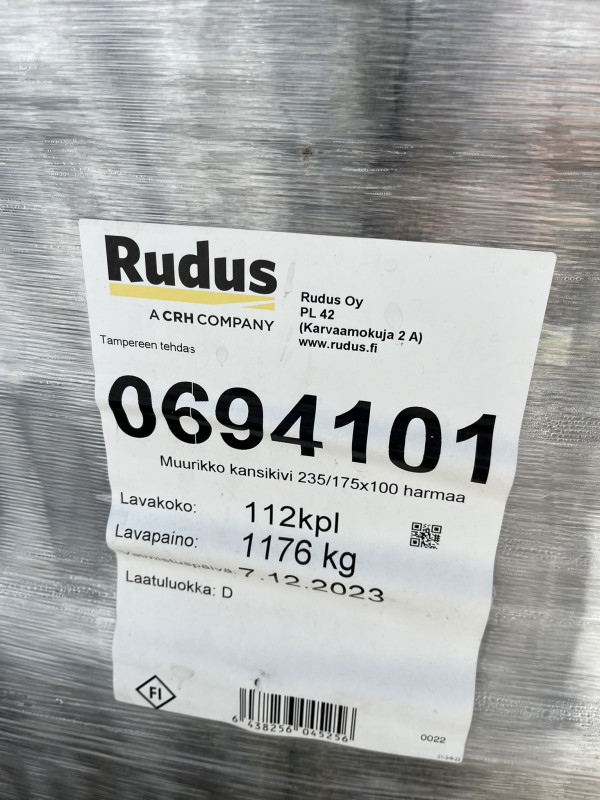 Rudus
A CRH COMPANY
Rudus Oy
PL 42
(Karvaamokuja 2 A)
www.rudus.fi
Tampereen tehdas
0694101
Muurikko kansikivi 235/175x100 harmaa
Lavakoko: 112kpl
Lavapaino: 1176 kg
Valmistuspäivä: 7.12.2023
Laatuluokka: D
FI
6 438256 045256
0022